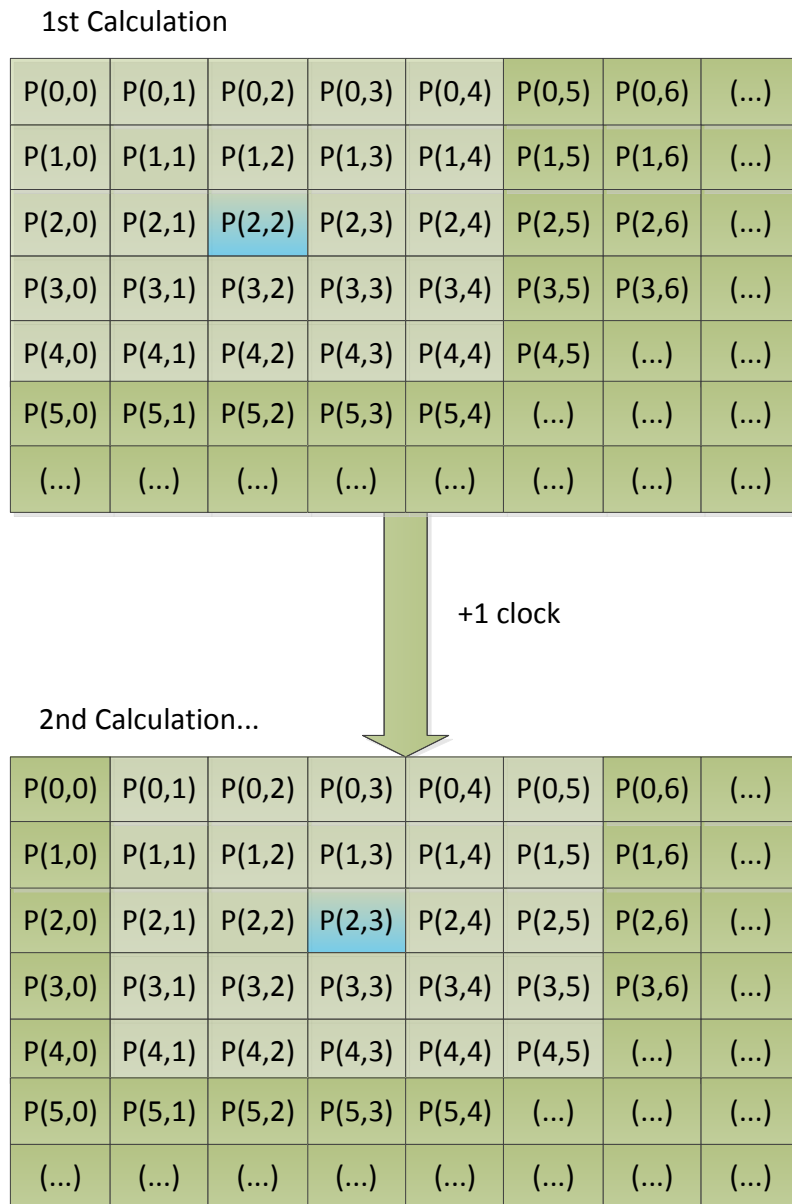 1st Calculation
P(0,0) P(0,1) P(0,2) P(0,3) P(0,4) P(0,5) P(0,6) (...)
P(1,0) P(1,1) P(1,2) P(1,3) P(1,4) P(1,5) P(1,6) (...)
P(2,0) P(2,1) P(2,2) P(2,3) P(2,4) P(2,5) P(2,6) (...)
P(3,0) P(3,1) P(3,2) P(3,3) P(3,4) P(3,5) P(3,6) (...)
P(4,0) P(4,1) P(4,2) P(4,3) P(4,4) P(4,5) (...) (...)
P(5,0) P(5,1) P(5,2) P(5,3) P(5,4) (...) (...) (...)
(...) (...) (...) (...) (...) (...) (...) (...)
+1 clock
2nd Calculation...
P(0,0) P(0,1) P(0,2) P(0,3) P(0,4) P(0,5) P(0,6) (...)
P(1,0) P(1,1) P(1,2) P(1,3) P(1,4) P(1,5) P(1,6) (...)
P(2,0) P(2,1) P(2,2) P(2,3) P(2,4) P(2,5) P(2,6) (...)
P(3,0) P(3,1) P(3,2) P(3,3) P(3,4) P(3,5) P(3,6) (...)
P(4,0) P(4,1) P(4,2) P(4,3) P(4,4) P(4,5) (...) (...)
P(5,0) P(5,1) P(5,2) P(5,3) P(5,4) (...) (...) (...)
(...) (...) (...) (...) (...) (...) (...) (...)